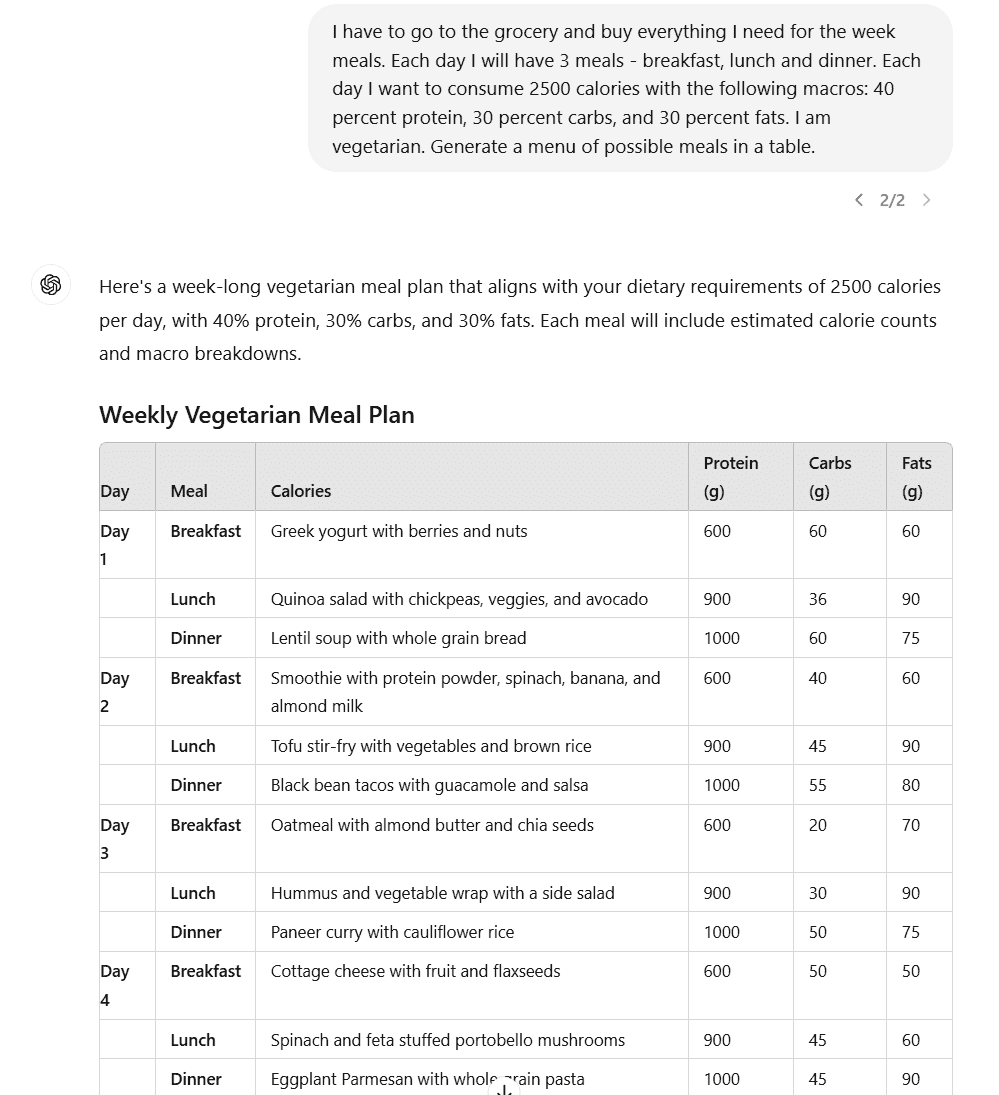 I have to go to the grocery and buy everything I need for the week
meals. Each day I will have 3 meals - breakfast, lunch and dinner. Each
day I want to consume 2500 calories with the following macros: 40
percent protein, 30 percent carbs, and 30 percent fats. I am
vegetarian. Generate a menu of possible meals in a table.
2/2
Here's a week-long vegetarian meal plan that aligns with your dietary requirements of 2500 calories
per day, with 40% protein, 30% carbs, and 30% fats. Each meal will include estimated calorie counts
and macro breakdowns.
Weekly Vegetarian Meal Plan
Day Meal Calories Protein (g) Carbs (g) Fats (g)
Day 1 Breakfast Greek yogurt with berries and nuts 600 60 60
Lunch Quinoa salad with chickpeas, veggies, and avocado 900 36 90
Dinner Lentil soup with whole grain bread 1000 60 75
Day 2 Breakfast Smoothie with protein powder, spinach, banana, and almond milk 600 40 60
Lunch Tofu stir-fry with vegetables and brown rice 900 45 90
Dinner Black bean tacos with guacamole and salsa 1000 55 80
Day 3 Breakfast Oatmeal with almond butter and chia seeds 600 20 70
Lunch Hummus and vegetable wrap with a side salad 900 30 90
Dinner Paneer curry with cauliflower rice 1000 50 75
Day 4 Breakfast Cottage cheese with fruit and flaxseeds 600 50 50
Lunch Spinach and feta stuffed portobello mushrooms 900 45 60
Dinner Eggplant Parmesan with whole grain pasta 1000 45 90